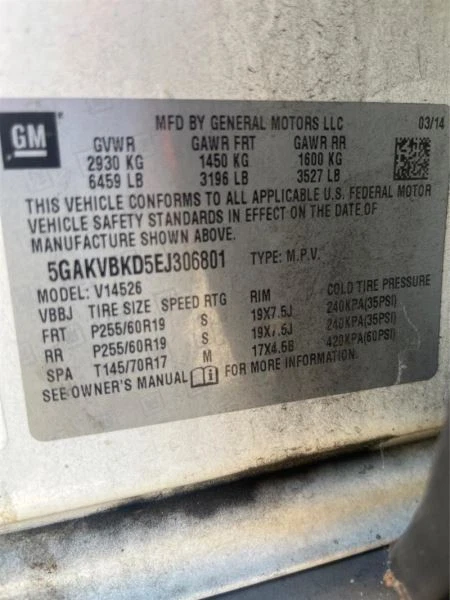 GM
MFD BY GENERAL MOTORS LLC 03/14
GVWR GAWR FRT GAWR RR
2930 KG 1450 KG 1600 KG
6459 LB 3196 LB 3527 LB
THIS VEHICLE CONFORMS TO ALL APPLICABLE U.S. FEDERAL MOTOR
VEHICLE SAFETY STANDARDS IN EFFECT ON THE DATE OF
MANUFACTURE SHOWN ABOVE.
5GAKVBKD5EJ306801 TYPE: M.P.V.
MODEL: V14526
VBBJ TIRE SIZE SPEED RTG RIM COLD TIRE PRESSURE
FRT P255/60R19 S 19X7.5J 240KPA(35PSI)
RR P255/60R19 S 19X7.5J 240KPA(35PSI)
SPA T145/70R17 M 17X4.5B 420KPA(60PSI)
SEE OWNER'S MANUAL FOR MORE INFORMATION.